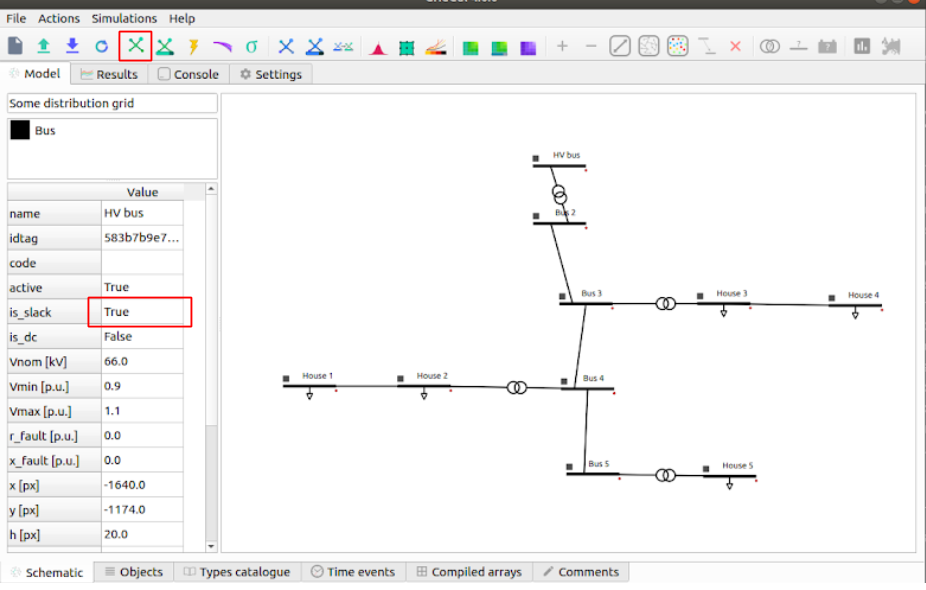 File Actions Simulations Help
Model Results Console Settings
Some distribution grid
Bus
Value
name HV bus
idtag 583b7b9e7...
code
active True
is_slack True
is_dc False
Vnom [kV] 66.0
Vmin [p.u.] 0.9
Vmax [p.u.] 1.1
r_fault [p.u.] 0.0
x_fault [p.u.] 0.0
x [px] -1640.0
y [px] -1174.0
h [px] 20.0
HV bus
Bus 2
Bus 3
House 3
House 4
House 1
House 2
Bus 4
Bus 5
House 5
Schematic Objects Types catalogue Time events Compiled arrays Comments